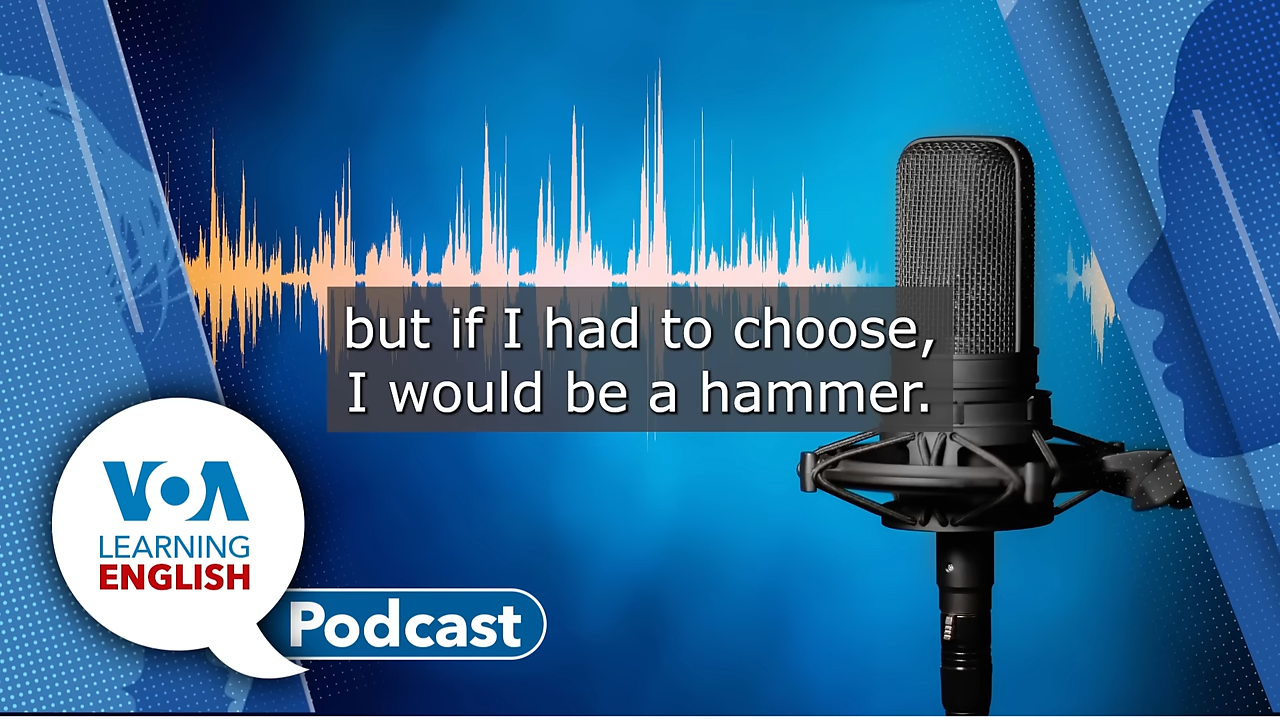 but if I had to choose,
I would be a hammer.
VOA
LEARNING
ENGLISH
Podcast